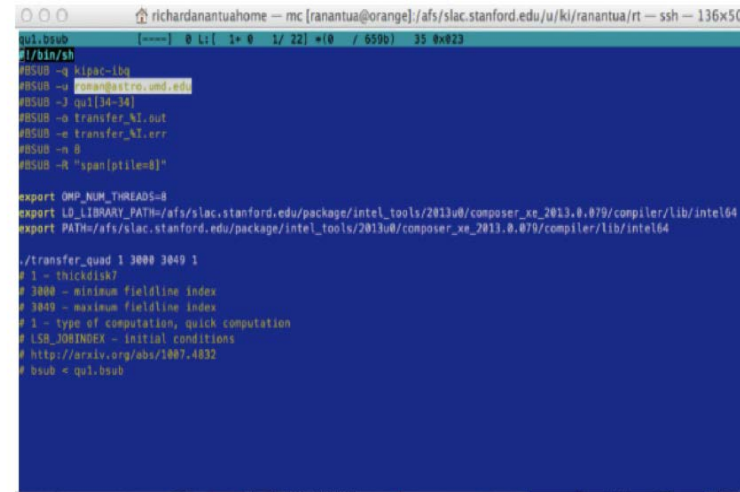 richardanantuahome — mc [ranantua@orange]:/afs/slac.stanford.edu/u/ki/ranantua/rt — ssh — 136×50
qu1.bsub [----] 0 L:[ 1+ 0 1/ 22] *(0 / 659b) 35 0x023
#!/bin/sh
#BSUB -q kipac-ibq
#BSUB -u roman@astro.umd.edu
#BSUB -J qu1[34-34]
#BSUB -o transfer_%I.out
#BSUB -e transfer_%I.err
#BSUB -n 8
#BSUB -R "span[ptile=8]"
export OMP_NUM_THREADS=8
export LD_LIBRARY_PATH=/afs/slac.stanford.edu/package/intel_tools/2013u0/composer_xe_2013.0.079/compiler/lib/intel64
export PATH=/afs/slac.stanford.edu/package/intel_tools/2013u0/composer_xe_2013.0.079/compiler/lib/intel64
./transfer_quad 1 3000 3049 1
# 1 - thickdisk7
# 3000 - minimum fieldline index
# 3049 - maximum fieldline index
# 1 - type of computation, quick computation
# LSB_JOBINDEX - initial conditions
# http://arxiv.org/abs/1007.4832
# bsub < qu1.bsub